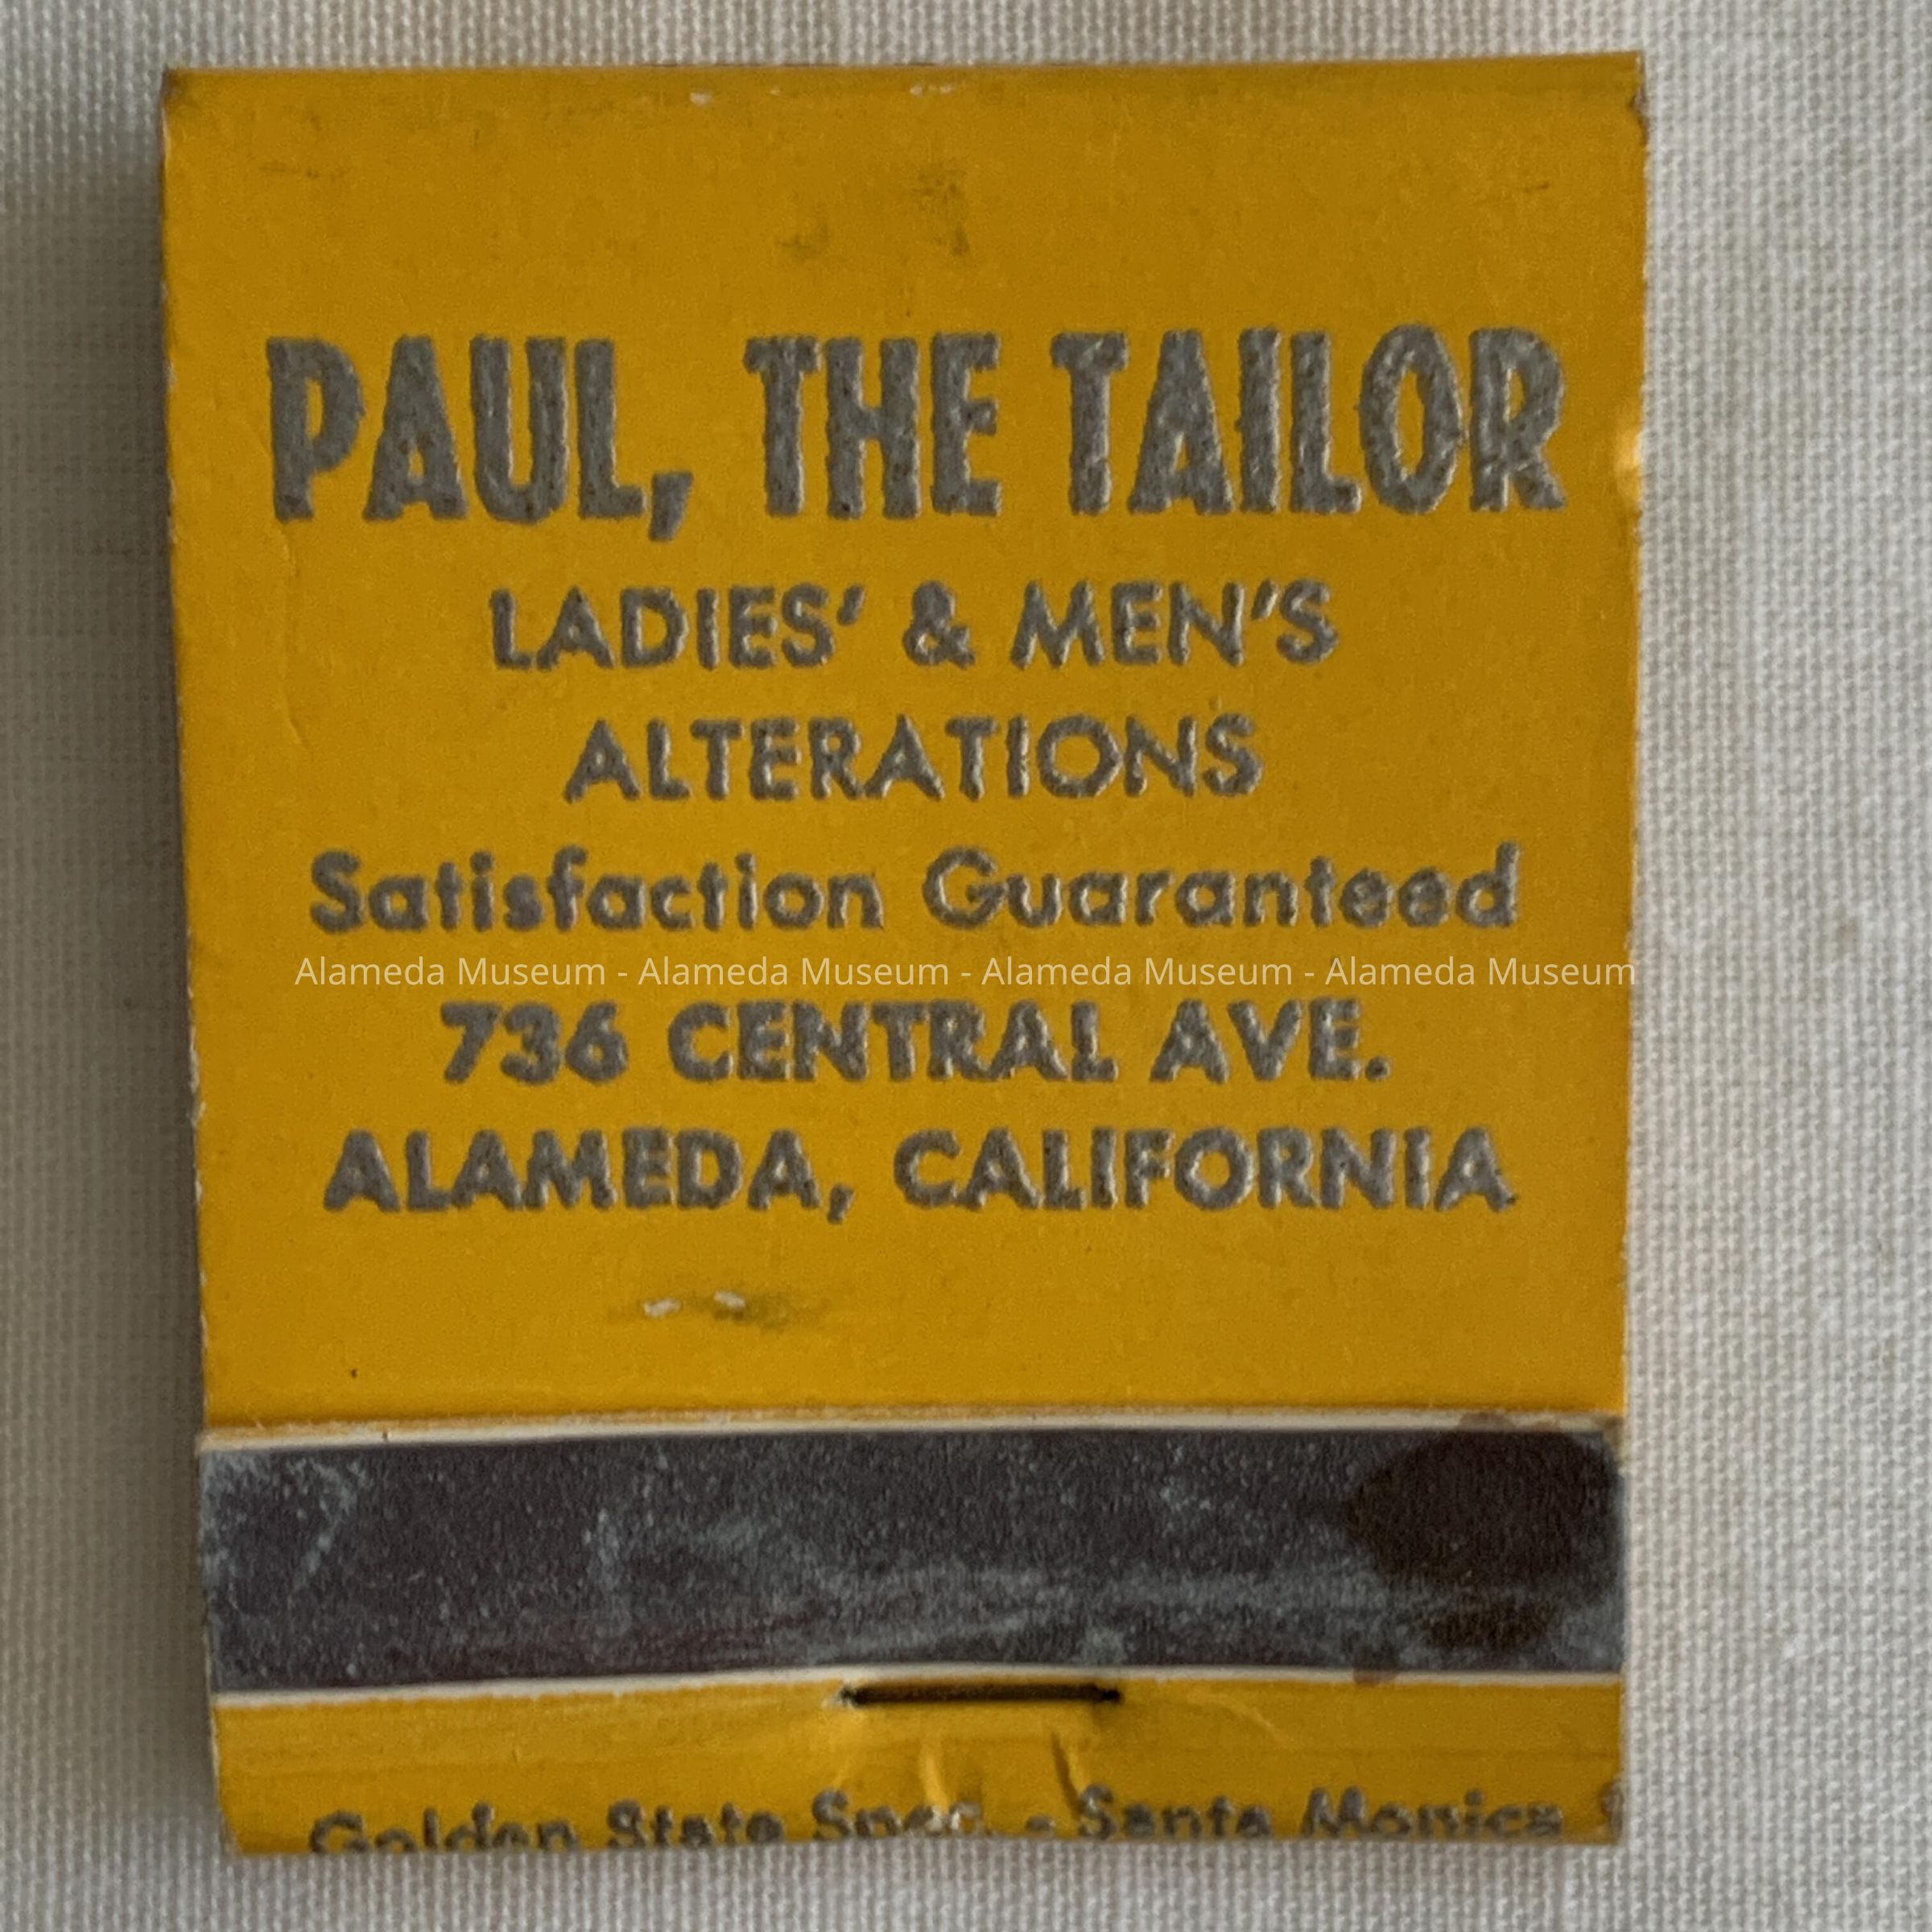 PAUL, THE TAILOR
LADIES' & MEN'S
ALTERATIONS
Satisfaction Guaranteed
Alameda Museum - Alameda Museum - Alameda Museum - Alameda Museum
736 CENTRAL AVE.
ALAMEDA, CALIFORNIA
Golden State Spec. - Santa Monica